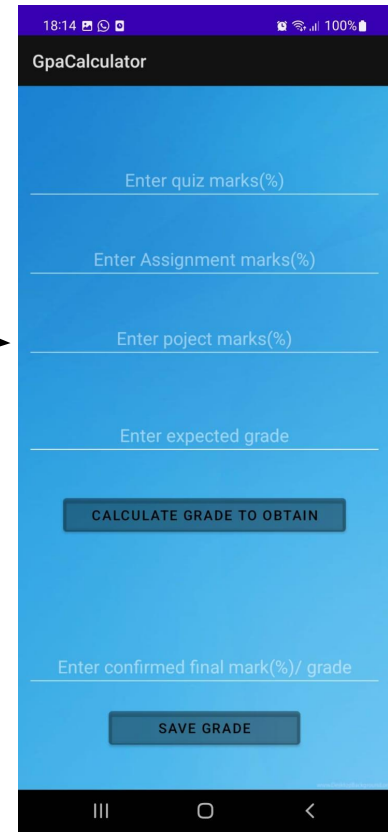 18:14 100%
GpaCalculator
Enter quiz marks(%)
Enter Assignment marks(%)
Enter poject marks(%)
Enter expected grade
CALCULATE GRADE TO OBTAIN
Enter confirmed final mark(%)/ grade
SAVE GRADE